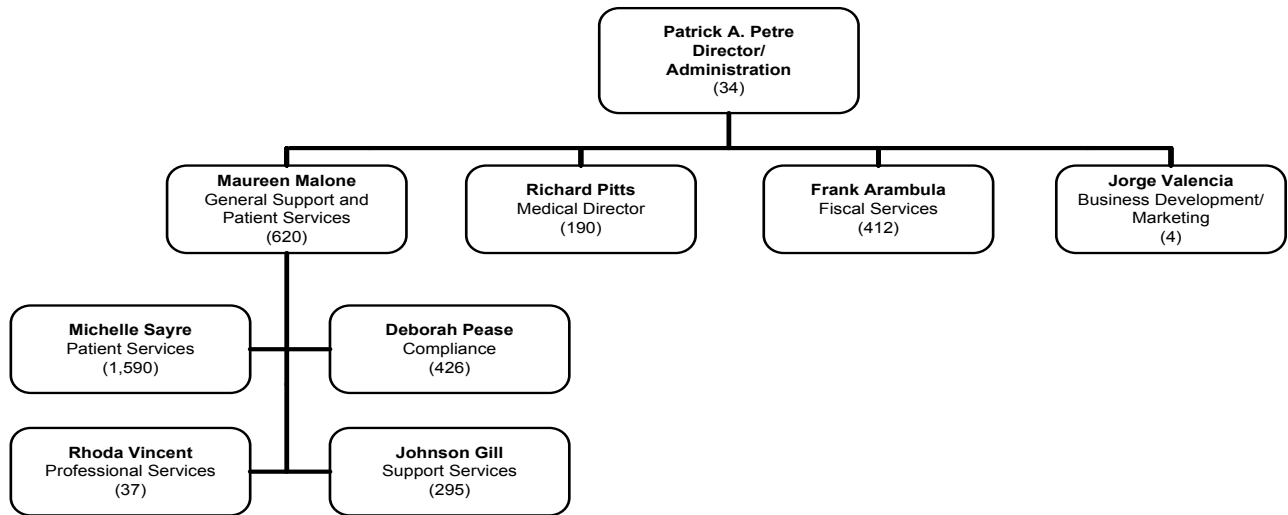 Patrick A. Petre
Director/
Administration
(34)
Maureen Malone
General Support and
Patient Services
(620)
Richard Pitts
Medical Director
(190)
Frank Arambula
Fiscal Services
(412)
Jorge Valencia
Business Development/
Marketing
(4)
Michelle Sayre
Patient Services
(1,590)
Deborah Pease
Compliance
(426)
Rhoda Vincent
Professional Services
(37)
Johnson Gill
Support Services
(295)